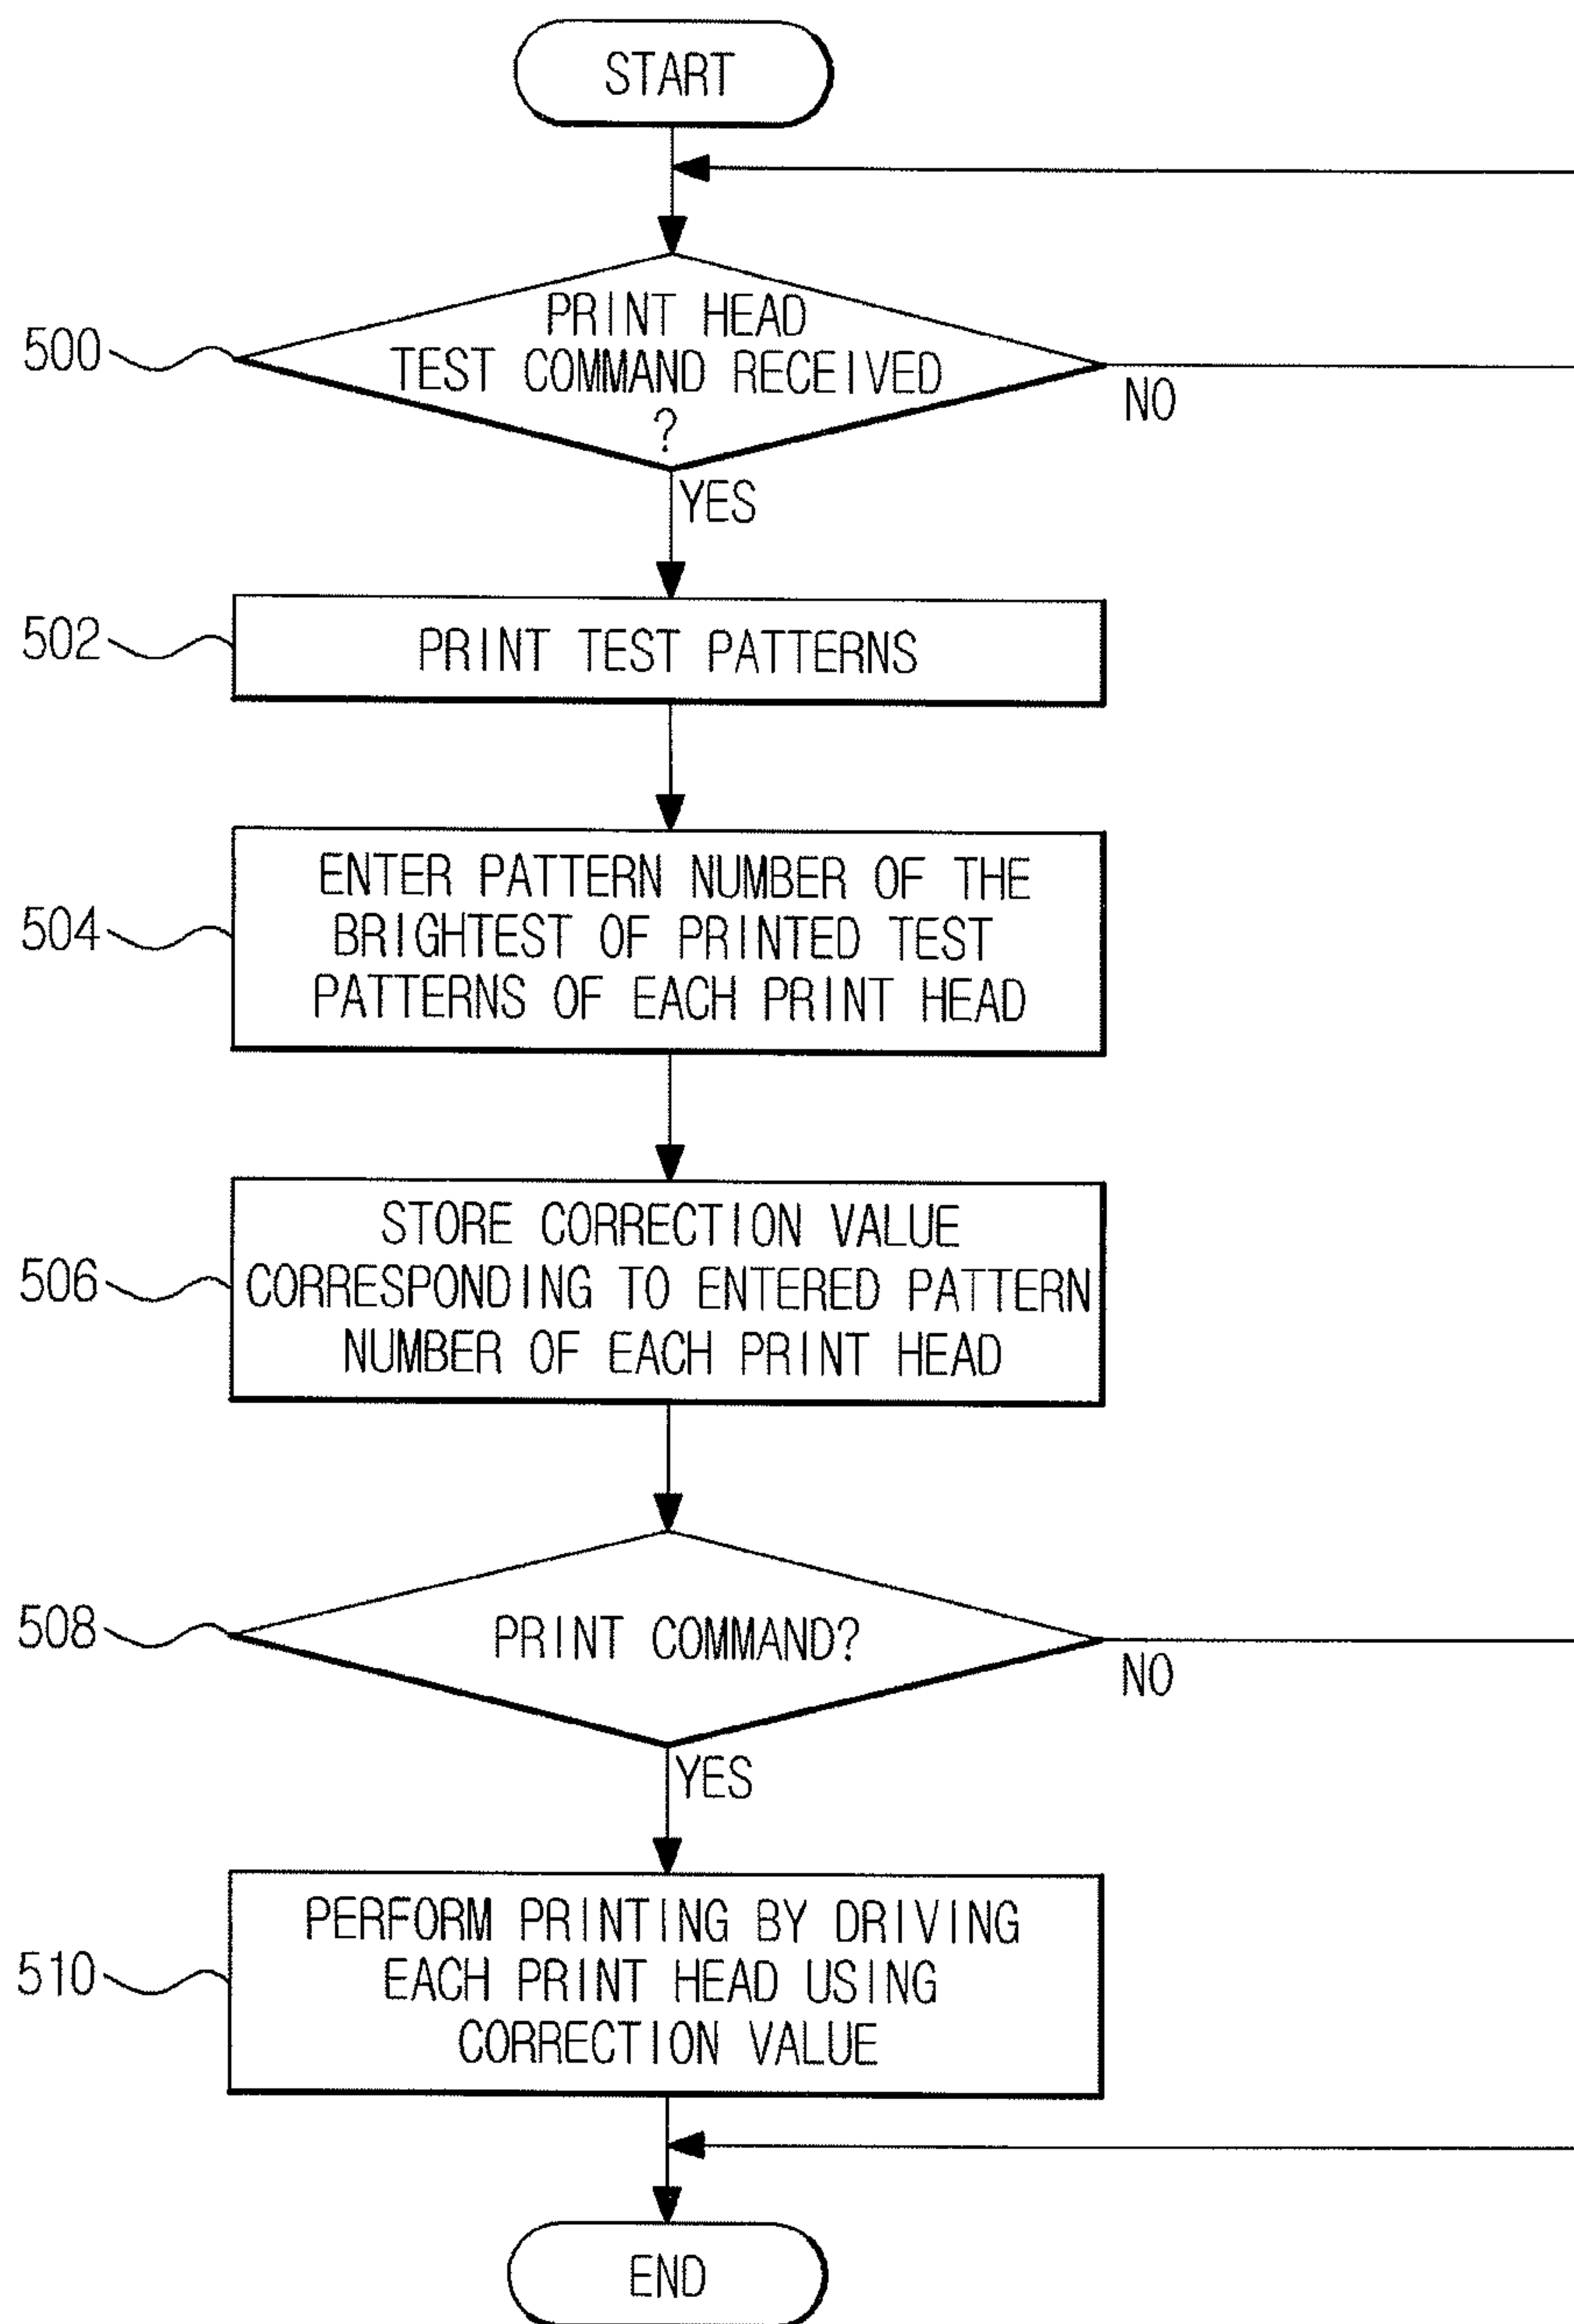 START
500
PRINT HEAD
TEST COMMAND RECEIVED
?
NO
YES
502
PRINT TEST PATTERNS
504
ENTER PATTERN NUMBER OF THE
BRIGHTEST OF PRINTED TEST
PATTERNS OF EACH PRINT HEAD
506
STORE CORRECTION VALUE
CORRESPONDING TO ENTERED PATTERN
NUMBER OF EACH PRINT HEAD
508
PRINT COMMAND?
NO
YES
510
PERFORM PRINTING BY DRIVING
EACH PRINT HEAD USING
CORRECTION VALUE
END